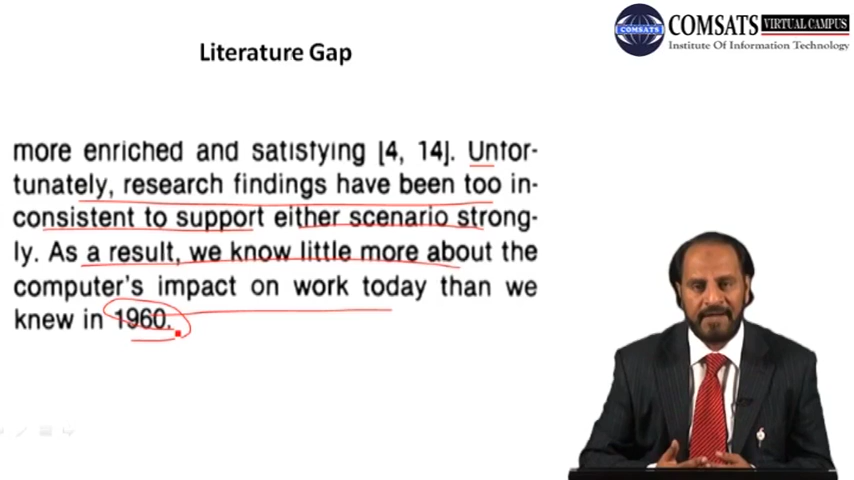 COMSATS
COMSATS VIRTUAL CAMPUS
Institute Of Information Technology
Literature Gap
more enriched and satisfying [4, 14]. Unfor-
tunately, research findings have been too in-
consistent to support either scenario strong-
ly. As a result, we know little more about the
computer's impact on work today than we
knew in 1960.